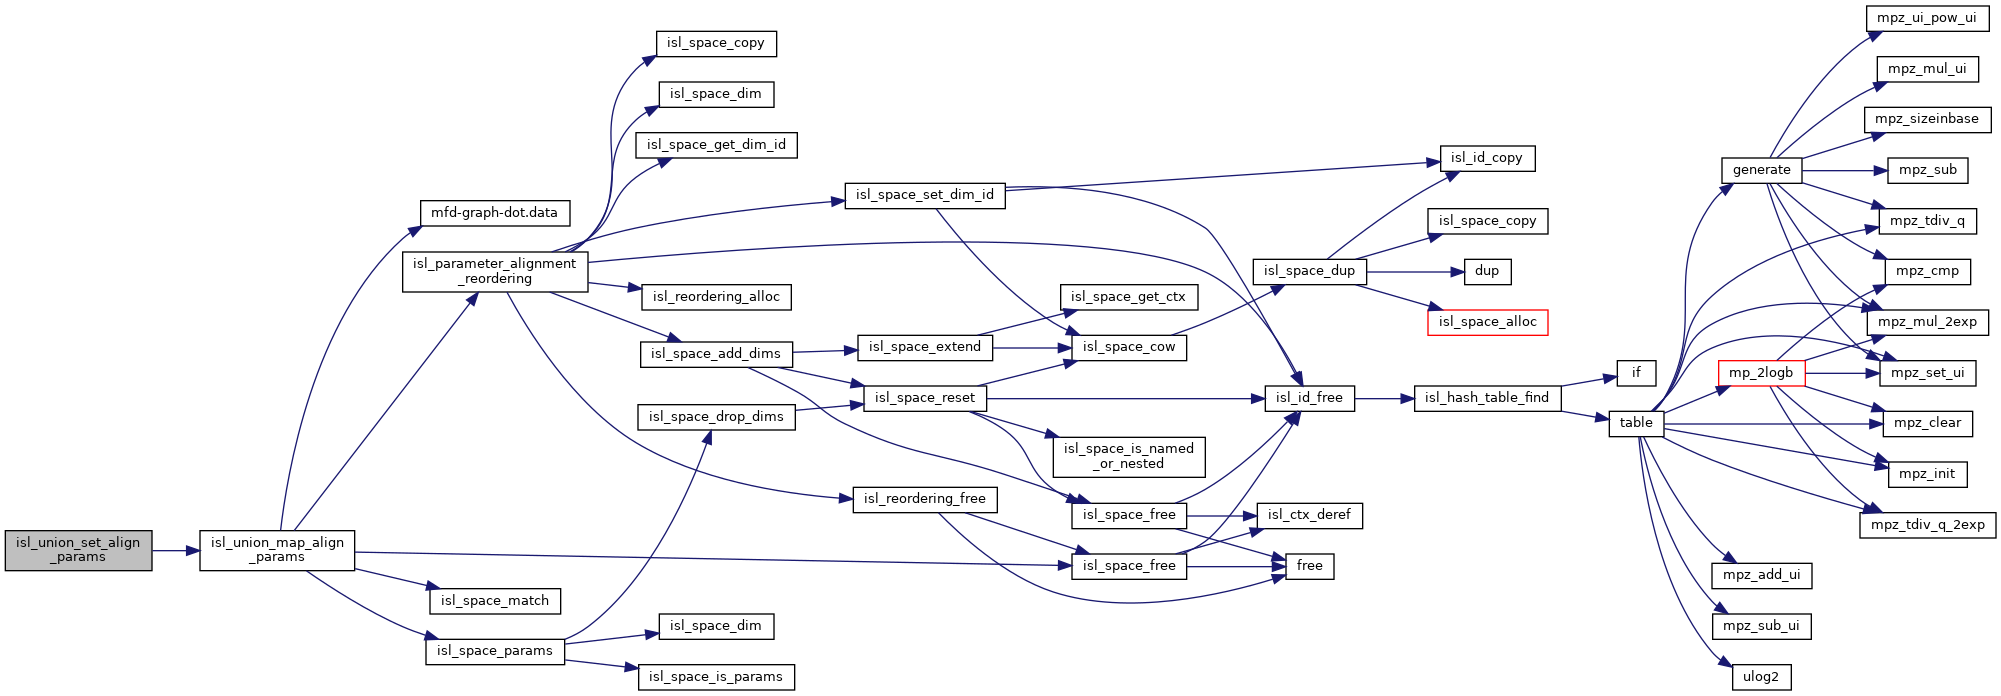 isl_union_set_align
_params
isl_union_map_align
_params
mfd-graph-dot.data
isl_parameter_alignment
_reordering
isl_space_match
isl_space_params
isl_space_copy
isl_space_dim
isl_space_get_dim_id
isl_reordering_alloc
isl_space_add_dims
isl_space_drop_dims
isl_space_dim
isl_space_is_params
isl_space_set_dim_id
isl_space_extend
isl_space_reset
isl_reordering_free
isl_space_get_ctx
isl_space_cow
isl_space_is_named
_or_nested
isl_space_free
isl_space_free
isl_space_dup
isl_id_free
isl_ctx_deref
free
isl_id_copy
isl_space_copy
dup
isl_space_alloc
isl_hash_table_find
if
table
generate
mp_2logb
mpz_add_ui
mpz_sub_ui
ulog2
mpz_ui_pow_ui
mpz_mul_ui
mpz_sizeinbase
mpz_sub
mpz_tdiv_q
mpz_cmp
mpz_mul_2exp
mpz_set_ui
mpz_clear
mpz_init
mpz_tdiv_q_2exp